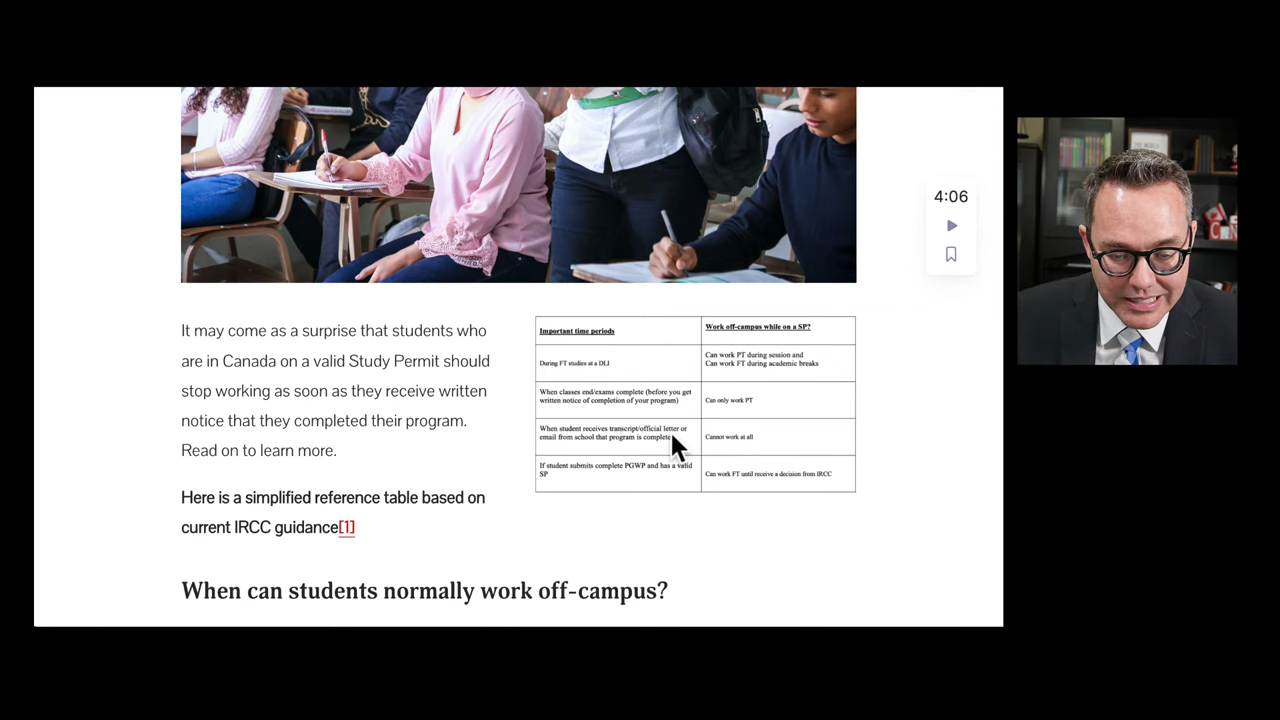 4:06
It may come as a surprise that students who
are in Canada on a valid Study Permit should
stop working as soon as they receive written
notice that they completed their program.
Read on to learn more.
Here is a simplified reference table based on
current IRCC guidance[1]
Important time periods
Work off-campus while on a SP?
During FT studies at a DLI
Can work PT during session and
Can work FT during academic breaks
When classes end/exams complete (before you get
written notice of completion of your program)
Can only work PT
When student receives transcript/official letter or
email from school that program is complete
Cannot work at all
If student submits complete PGWP and has a valid
SP
Can work FT until receive a decision from IRCC
When can students normally work off-campus?